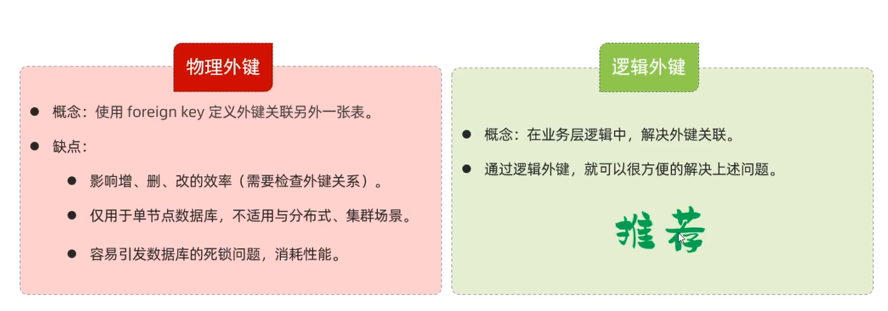 物理外键
概念：使用 foreign key 定义外键关联另外一张表。
缺点：
影响增、删、改的效率（需要检查外键关系）。
仅用于单节点数据库，不适用与分布式、集群场景。
容易引发数据库的死锁问题，消耗性能。
逻辑外键
概念：在业务层逻辑中，解决外键关联。
通过逻辑外键，就可以很方便的解决上述问题。
推荐